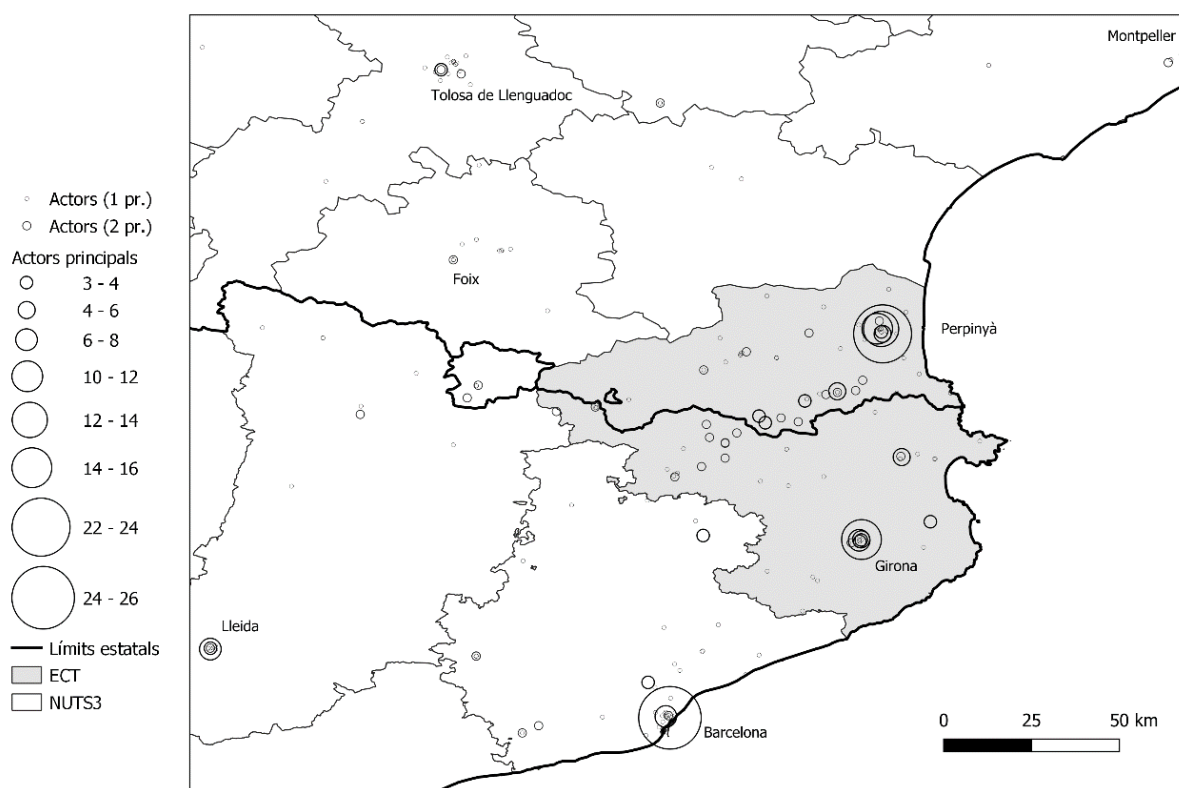 Montpeller
Tolosa de Llenguadoc
Actors (1 pr.)
Actors (2 pr.)
Actors principals
3 - 4
4 - 6
6 - 8
10 - 12
12 - 14
14 - 16
22 - 24
24 - 26
Límits estatals
ECT
NUTS3
Foix
Perpinyà
Girona
Lleida
Barcelona
0 25 50 km